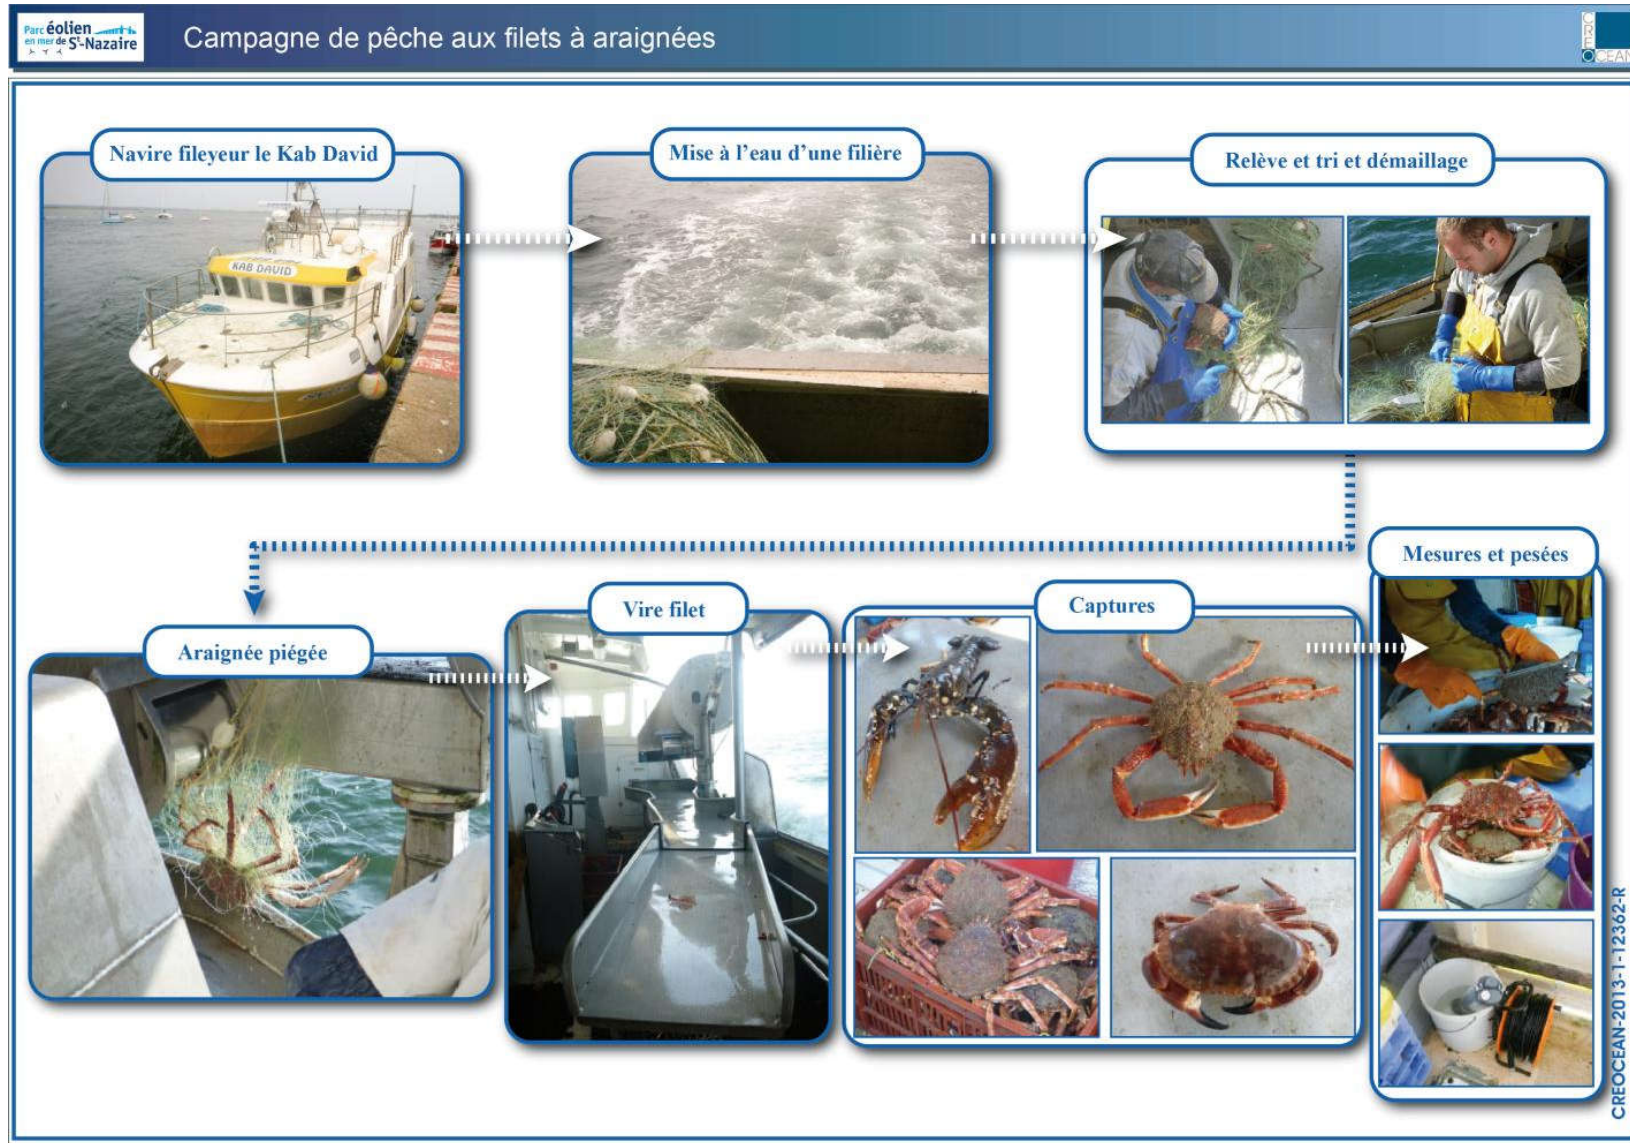 Parc éolien
en mer de St-Nazaire
Campagne de pêche aux filets à araignées
CREOCEAN
Navire fileyeur le Kab David
Mise à l'eau d'une filière
Relève et tri et démaillage
KAB DAVID
Mesures et pesées
Vire filet
Captures
Araignée piégée
CREOCEAN-2013-1-12362-R